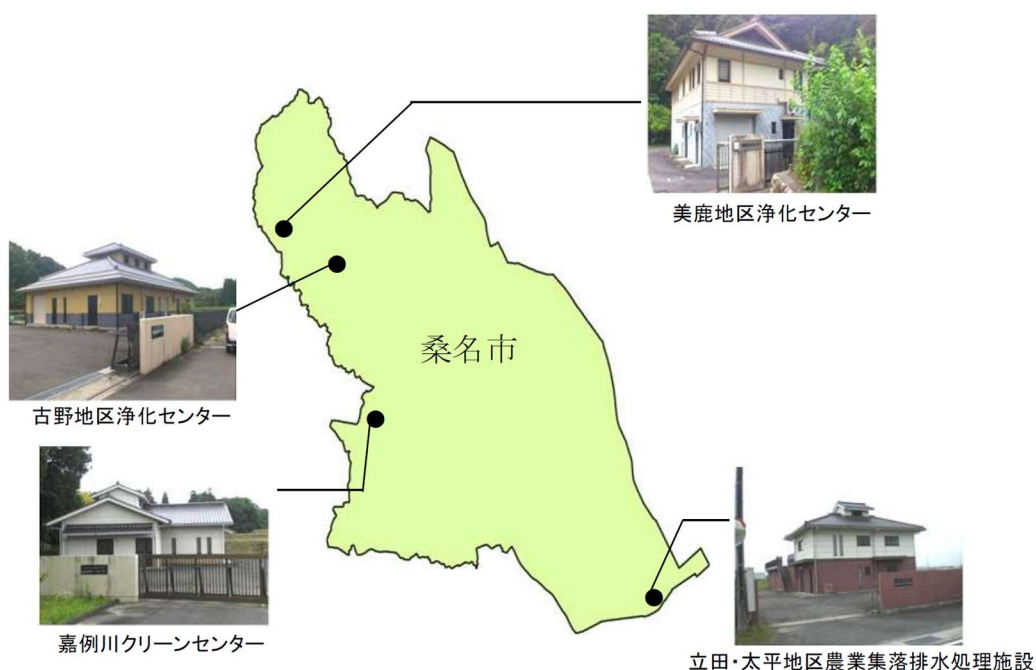 美鹿地区浄化センター
桑名市
古野地区浄化センター
嘉例川クリーンセンター
立田・太平地区農業集落排水処理施設